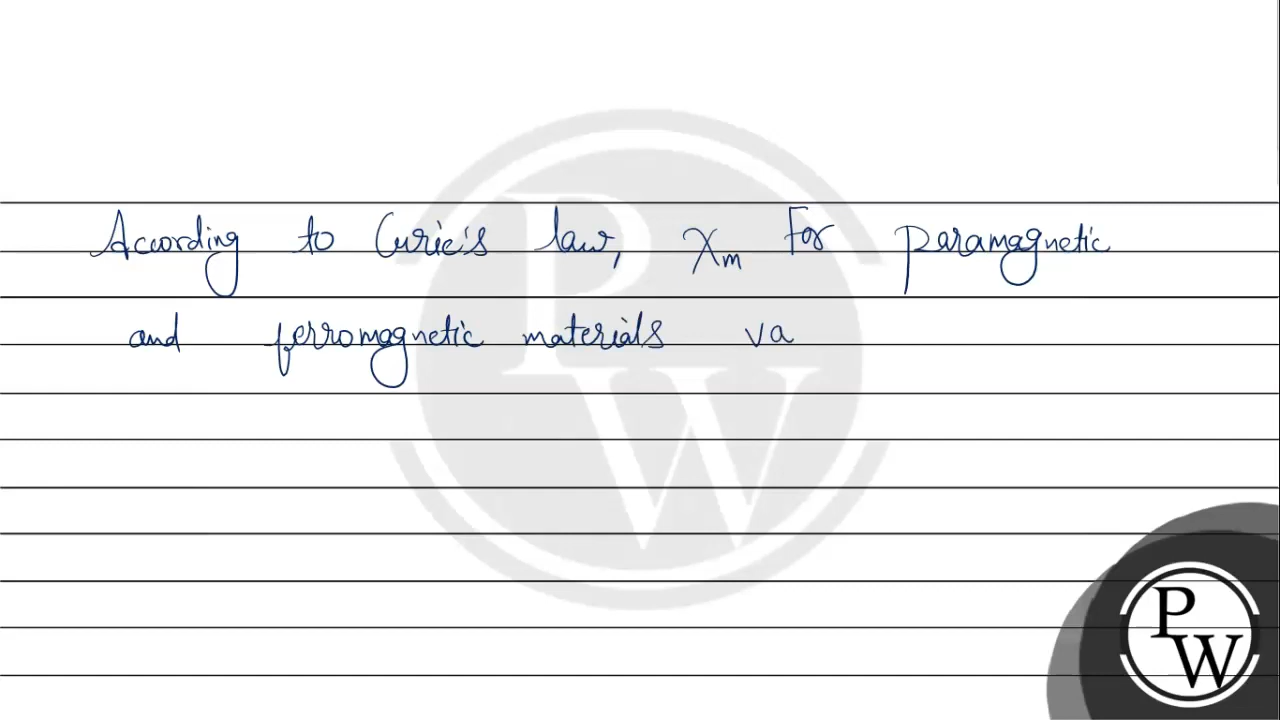 According to Curie's law, χm For paramagnetic
and ferromagnetic materials va
P
W
P
W